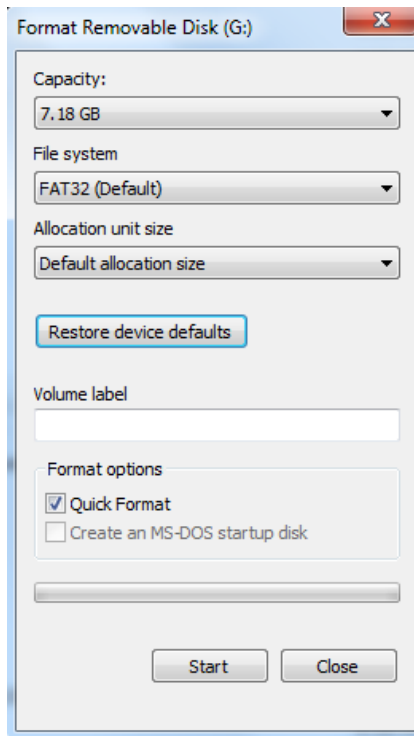 Format Removable Disk (G:)
Capacity:
7.18 GB
File system
FAT32 (Default)
Allocation unit size
Default allocation size
Restore device defaults
Volume label
Format options
Quick Format
Create an MS-DOS startup disk
Start Close